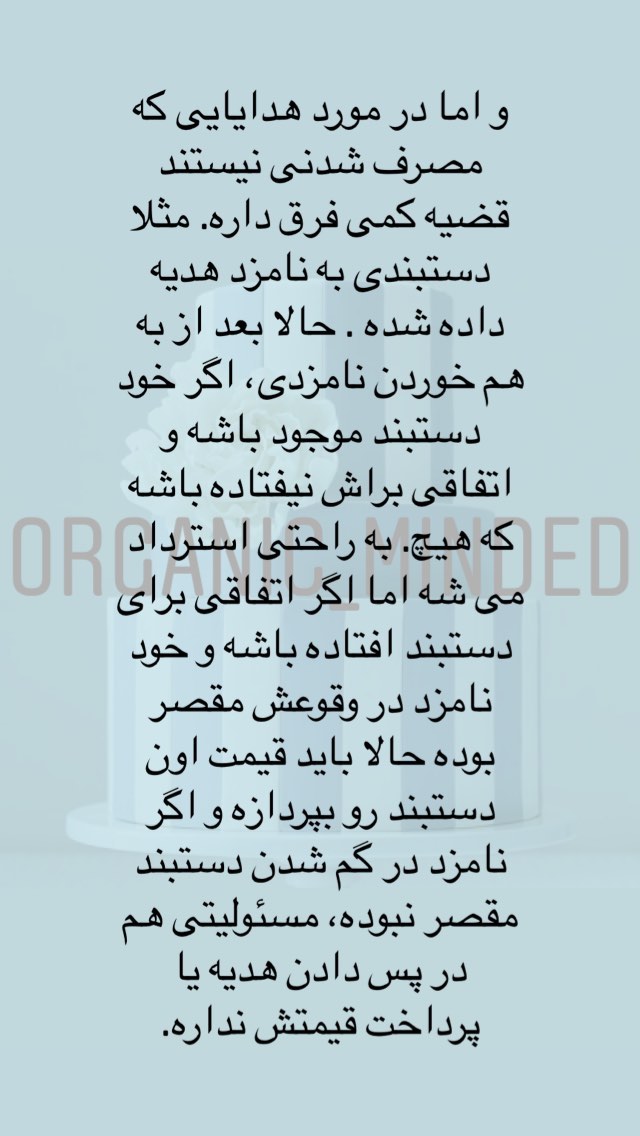 و اما در مورد هدایایی که
مصرف شدنی نیستند
قضیه کمی فرق داره. مثلا
دستبندی به نامزد هدیه
داده شده . حالا بعد از به
هم خوردن نامزدی، اگر خود
دستبند موجود باشه و
اتفاقی براش نیفتاده باشه
که هیچ. به راحتی استرداد
ORGANIC_MINDED
می شه اما اگر اتفاقی برای
دستبند افتاده باشه و خود
نامزد در وقوعش مقصر
بوده حالا باید قیمت اون
دستبند رو بپردازه و اگر
نامزد در گم شدن دستبند
مقصر نبوده، مسئولیتی هم
در پس دادن هدیه یا
پرداخت قیمتش نداره.